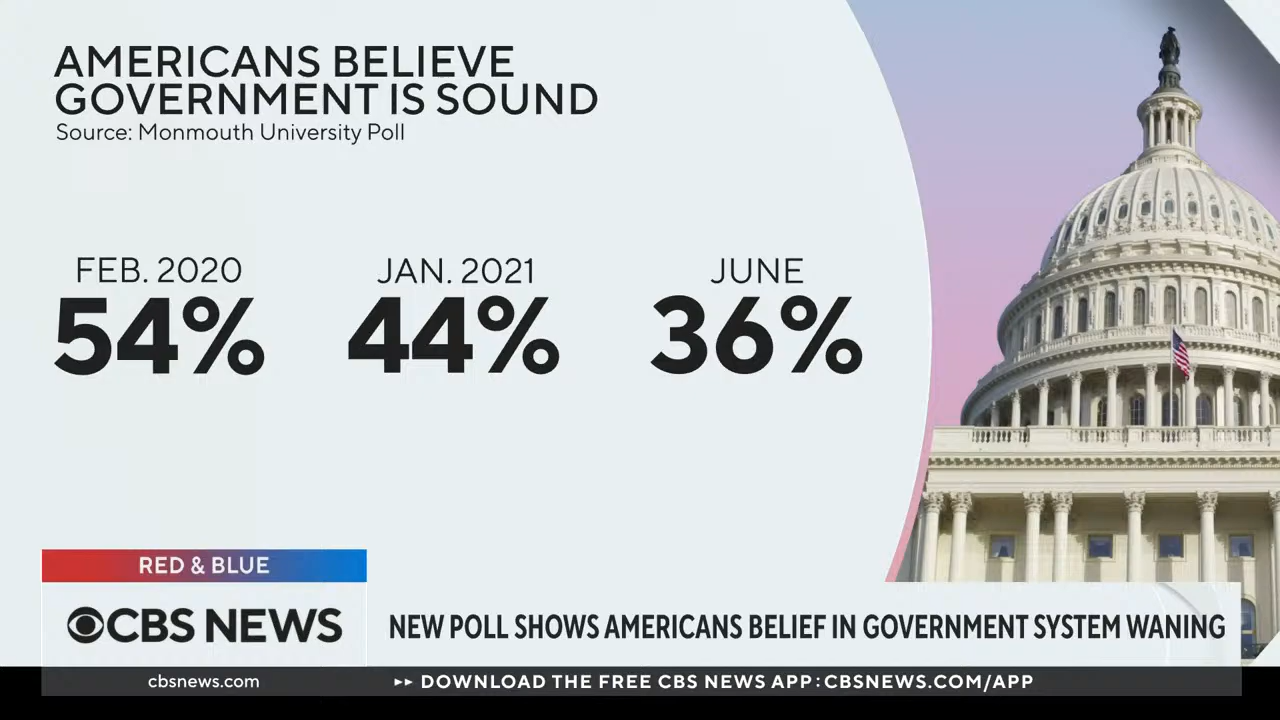 AMERICANS BELIEVE
GOVERNMENT IS SOUND
Source: Monmouth University Poll
FEB. 2020
54%
JAN. 2021
44%
JUNE
36%
RED & BLUE
CBS NEWS
NEW POLL SHOWS AMERICANS BELIEF IN GOVERNMENT SYSTEM WANING
cbsnews.com
DOWNLOAD THE FREE CBS NEWS APP: CBSNEWS.COM/APP